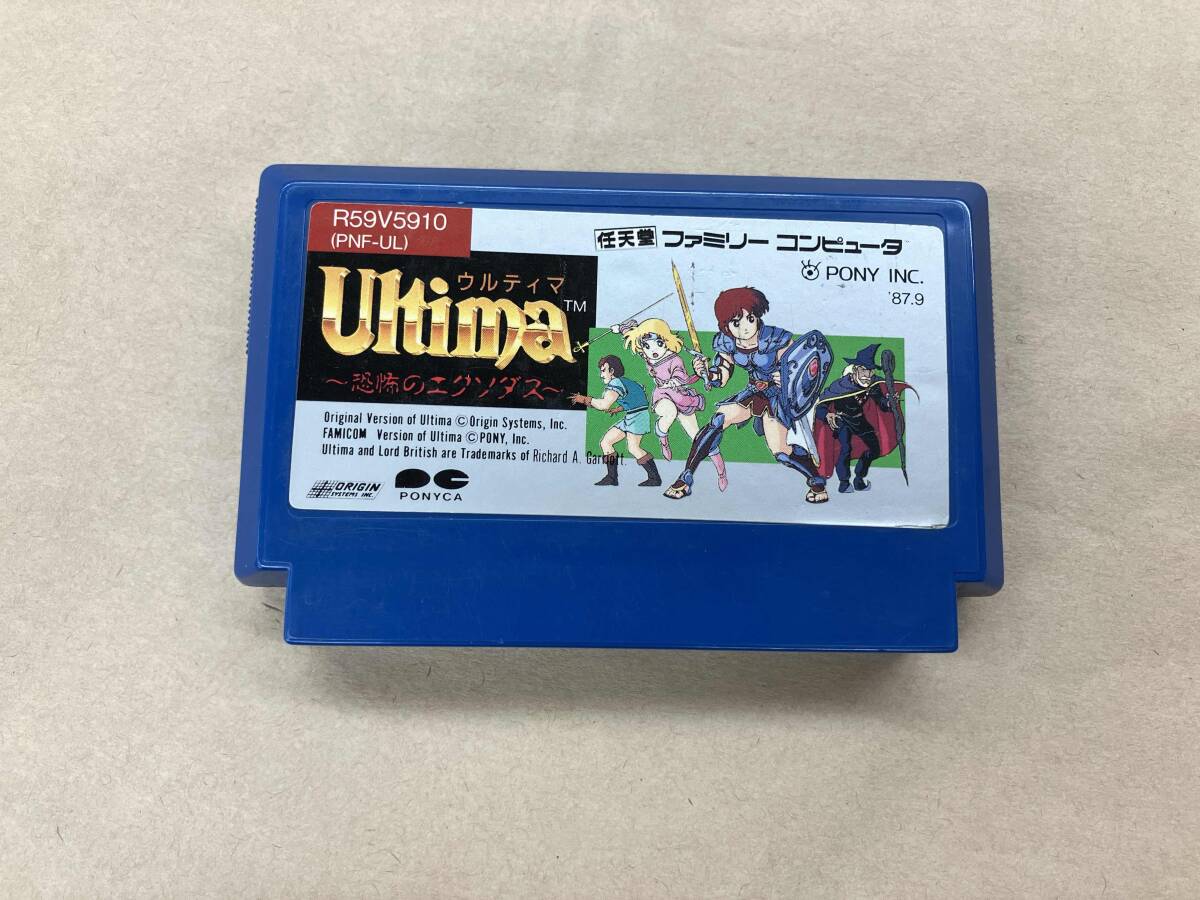 R59V5910
(PNF-UL)
任天堂 ファミリー コンピュータ™
PONY INC.
'87.9
ウルティマ
Ultima™
～恐怖のエクソダス～
Original Version of Ultima ©Origin Systems, Inc.
FAMICOM Version of Ultima ©PONY, Inc.
Ultima and Lord British are Trademarks of Richard A. Garriott.
ORIGIN
SYSTEMS INC.
PONYCA